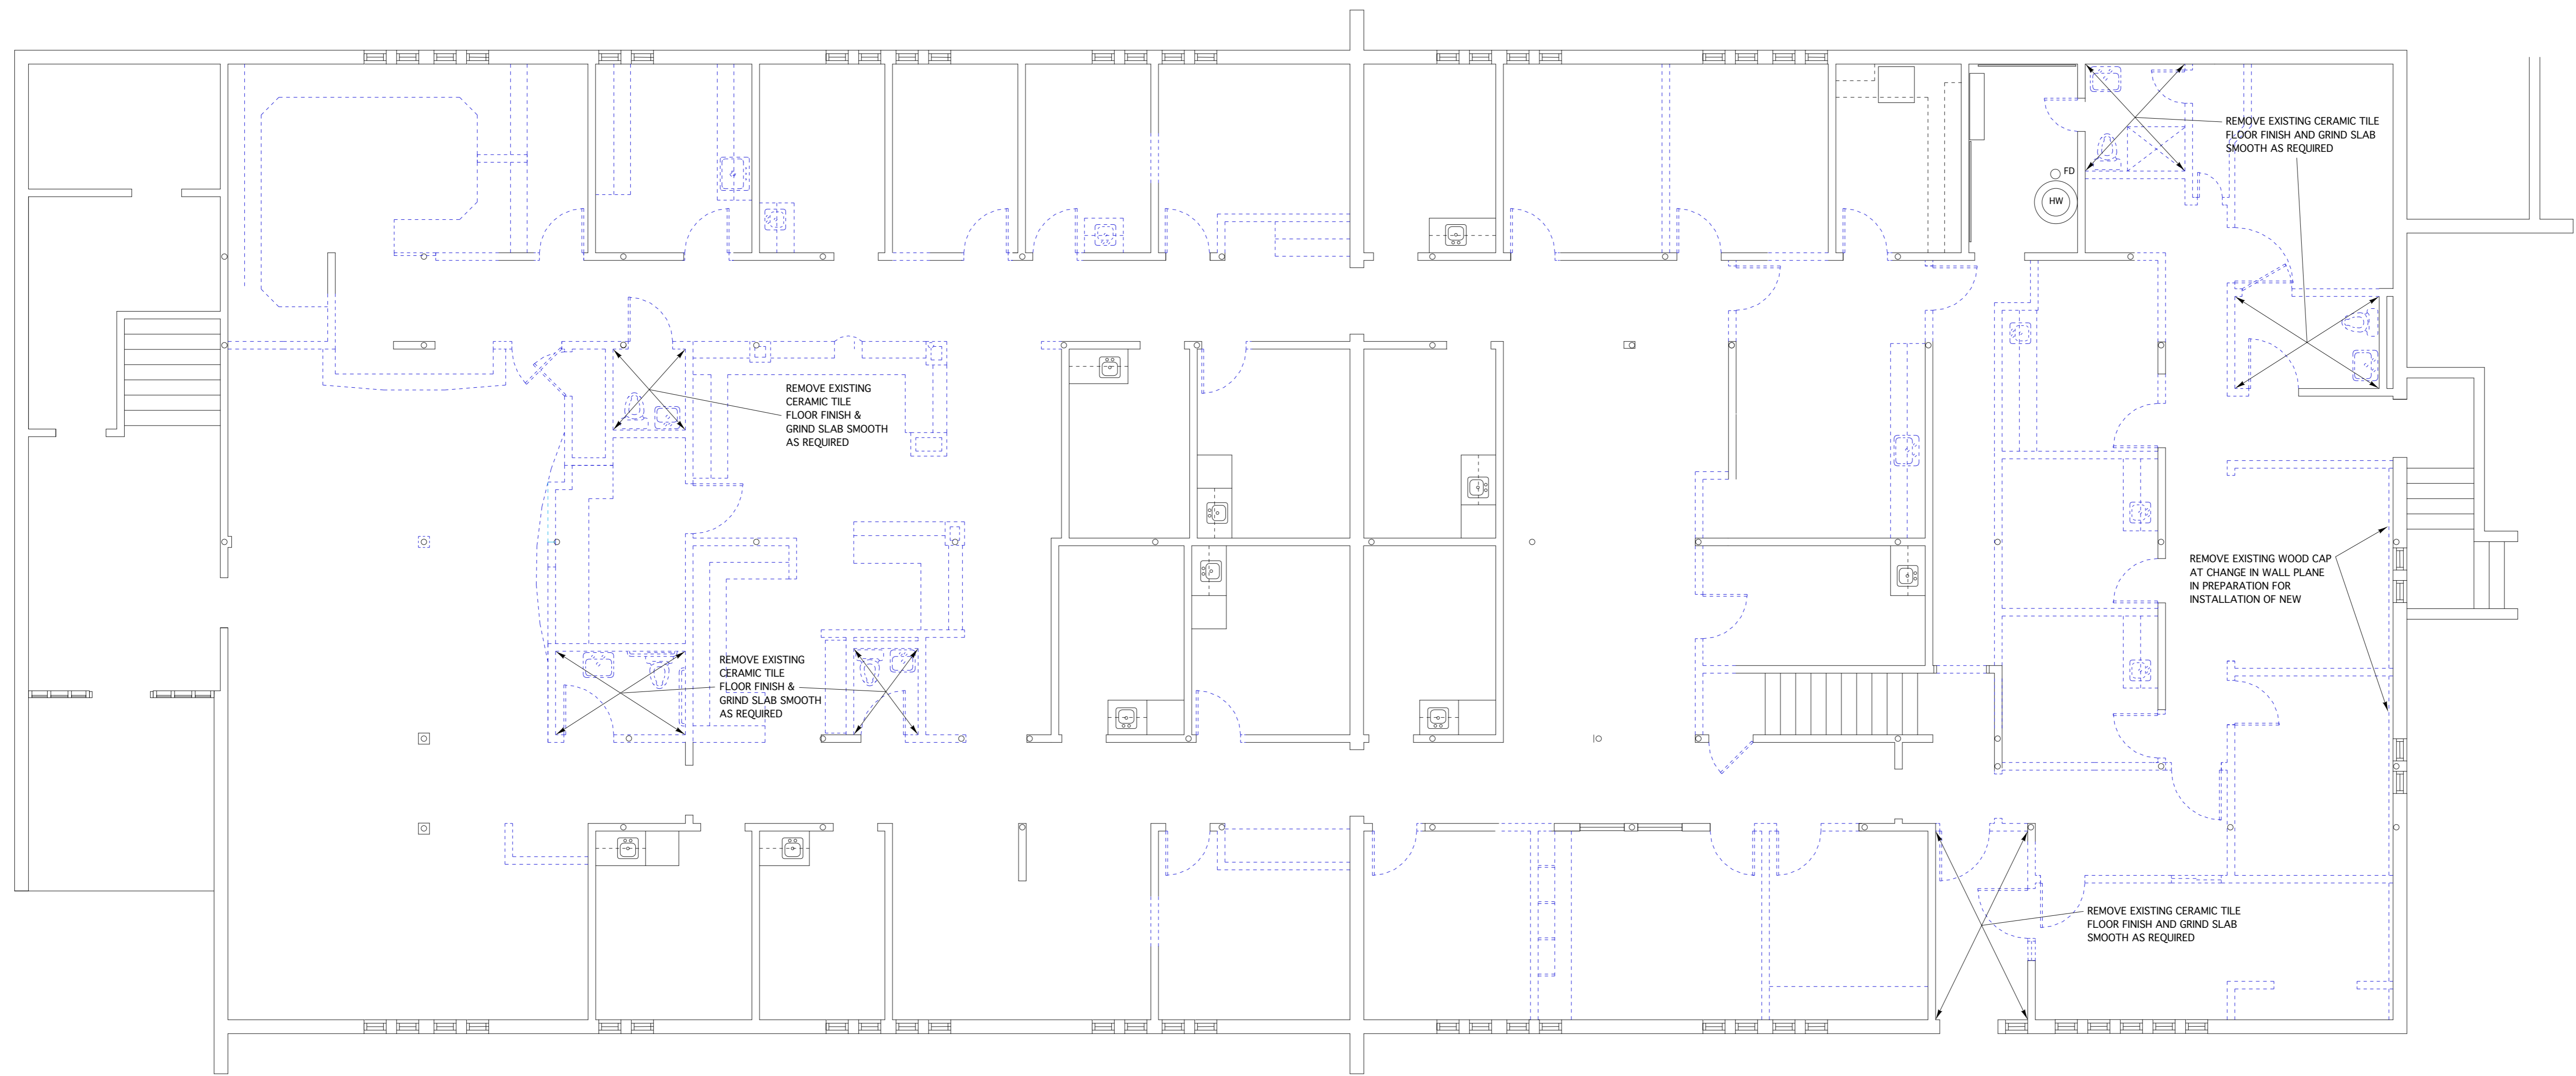 REMOVE EXISTING CERAMIC TILE
FLOOR FINISH AND GRIND SLAB
SMOOTH AS REQUIRED
FD
HW
REMOVE EXISTING
CERAMIC TILE
FLOOR FINISH &
GRIND SLAB SMOOTH
AS REQUIRED
REMOVE EXISTING WOOD CAP
AT CHANGE IN WALL PLANE
IN PREPARATION FOR
INSTALLATION OF NEW
REMOVE EXISTING
CERAMIC TILE
FLOOR FINISH &
GRIND SLAB SMOOTH
AS REQUIRED
REMOVE EXISTING CERAMIC TILE
FLOOR FINISH AND GRIND SLAB
SMOOTH AS REQUIRED